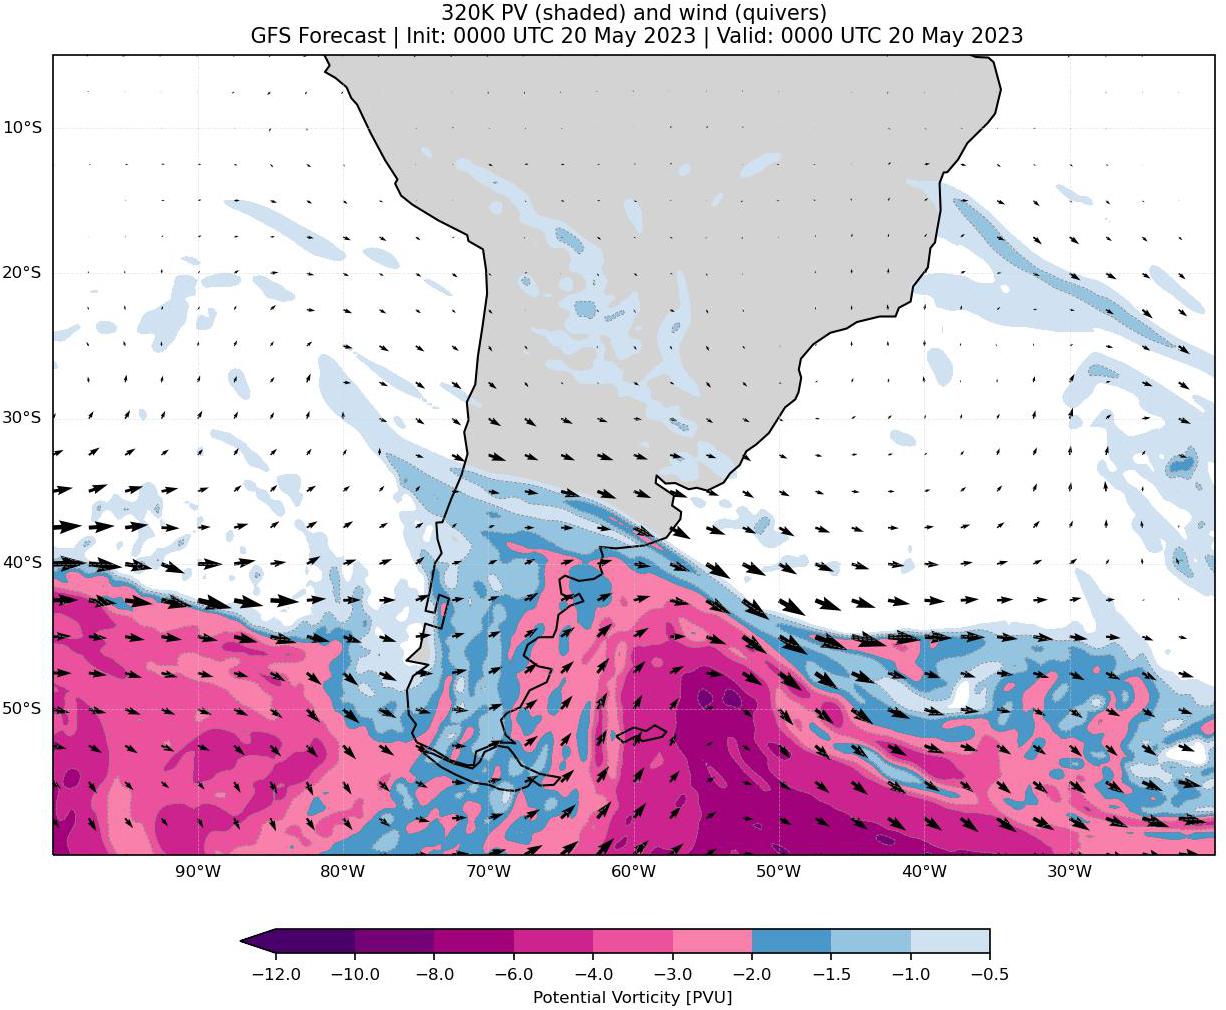 320K PV (shaded) and wind (quivers)
GFS Forecast | Init: 0000 UTC 20 May 2023 | Valid: 0000 UTC 20 May 2023
10°S
20°S
30°S
40°S
50°S
90°W 80°W 70°W 60°W 50°W 40°W 30°W
−12.0 −10.0 −8.0 −6.0 −4.0 −3.0 −2.0 −1.5 −1.0 −0.5
Potential Vorticity [PVU]